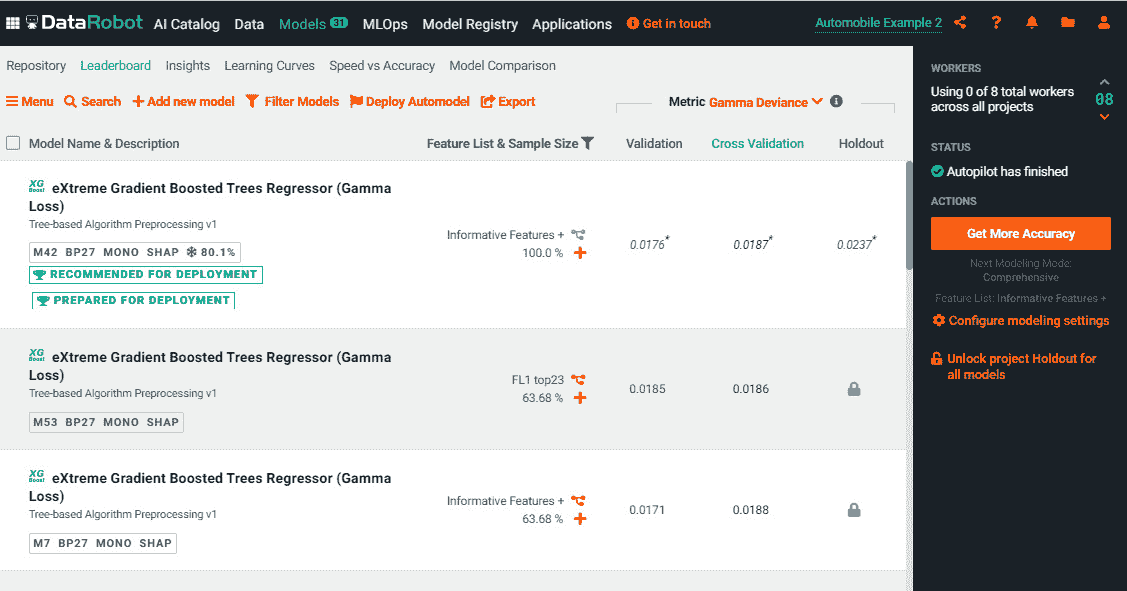 DataRobot AI Catalog Data Models 31 MLOps Model Registry Applications Get in touch Automobile Example 2
Repository Leaderboard Insights Learning Curves Speed vs Accuracy Model Comparison
Menu Search Add new model Filter Models Deploy Automodel Export Metric Gamma Deviance
Model Name & Description Feature List & Sample Size Validation Cross Validation Holdout
XG Boost eXtreme Gradient Boosted Trees Regressor (Gamma
Loss)
Tree-based Algorithm Preprocessing v1
M42 BP27 MONO SHAP 80.1%
RECOMMENDED FOR DEPLOYMENT
PREPARED FOR DEPLOYMENT
Informative Features +
100.0 %
0.0176* 0.0187* 0.0237*
XG Boost eXtreme Gradient Boosted Trees Regressor (Gamma
Loss)
Tree-based Algorithm Preprocessing v1
M53 BP27 MONO SHAP
FL1 top23
63.68 %
0.0185 0.0186
XG Boost eXtreme Gradient Boosted Trees Regressor (Gamma
Loss)
Tree-based Algorithm Preprocessing v1
M7 BP27 MONO SHAP
Informative Features +
63.68 %
0.0171 0.0188
WORKERS
Using 0 of 8 total workers
across all projects
08
STATUS
Autopilot has finished
ACTIONS
Get More Accuracy
Next Modeling Mode:
Comprehensive
Feature List: Informative Features +
Configure modeling settings
Unlock project Holdout for
all models